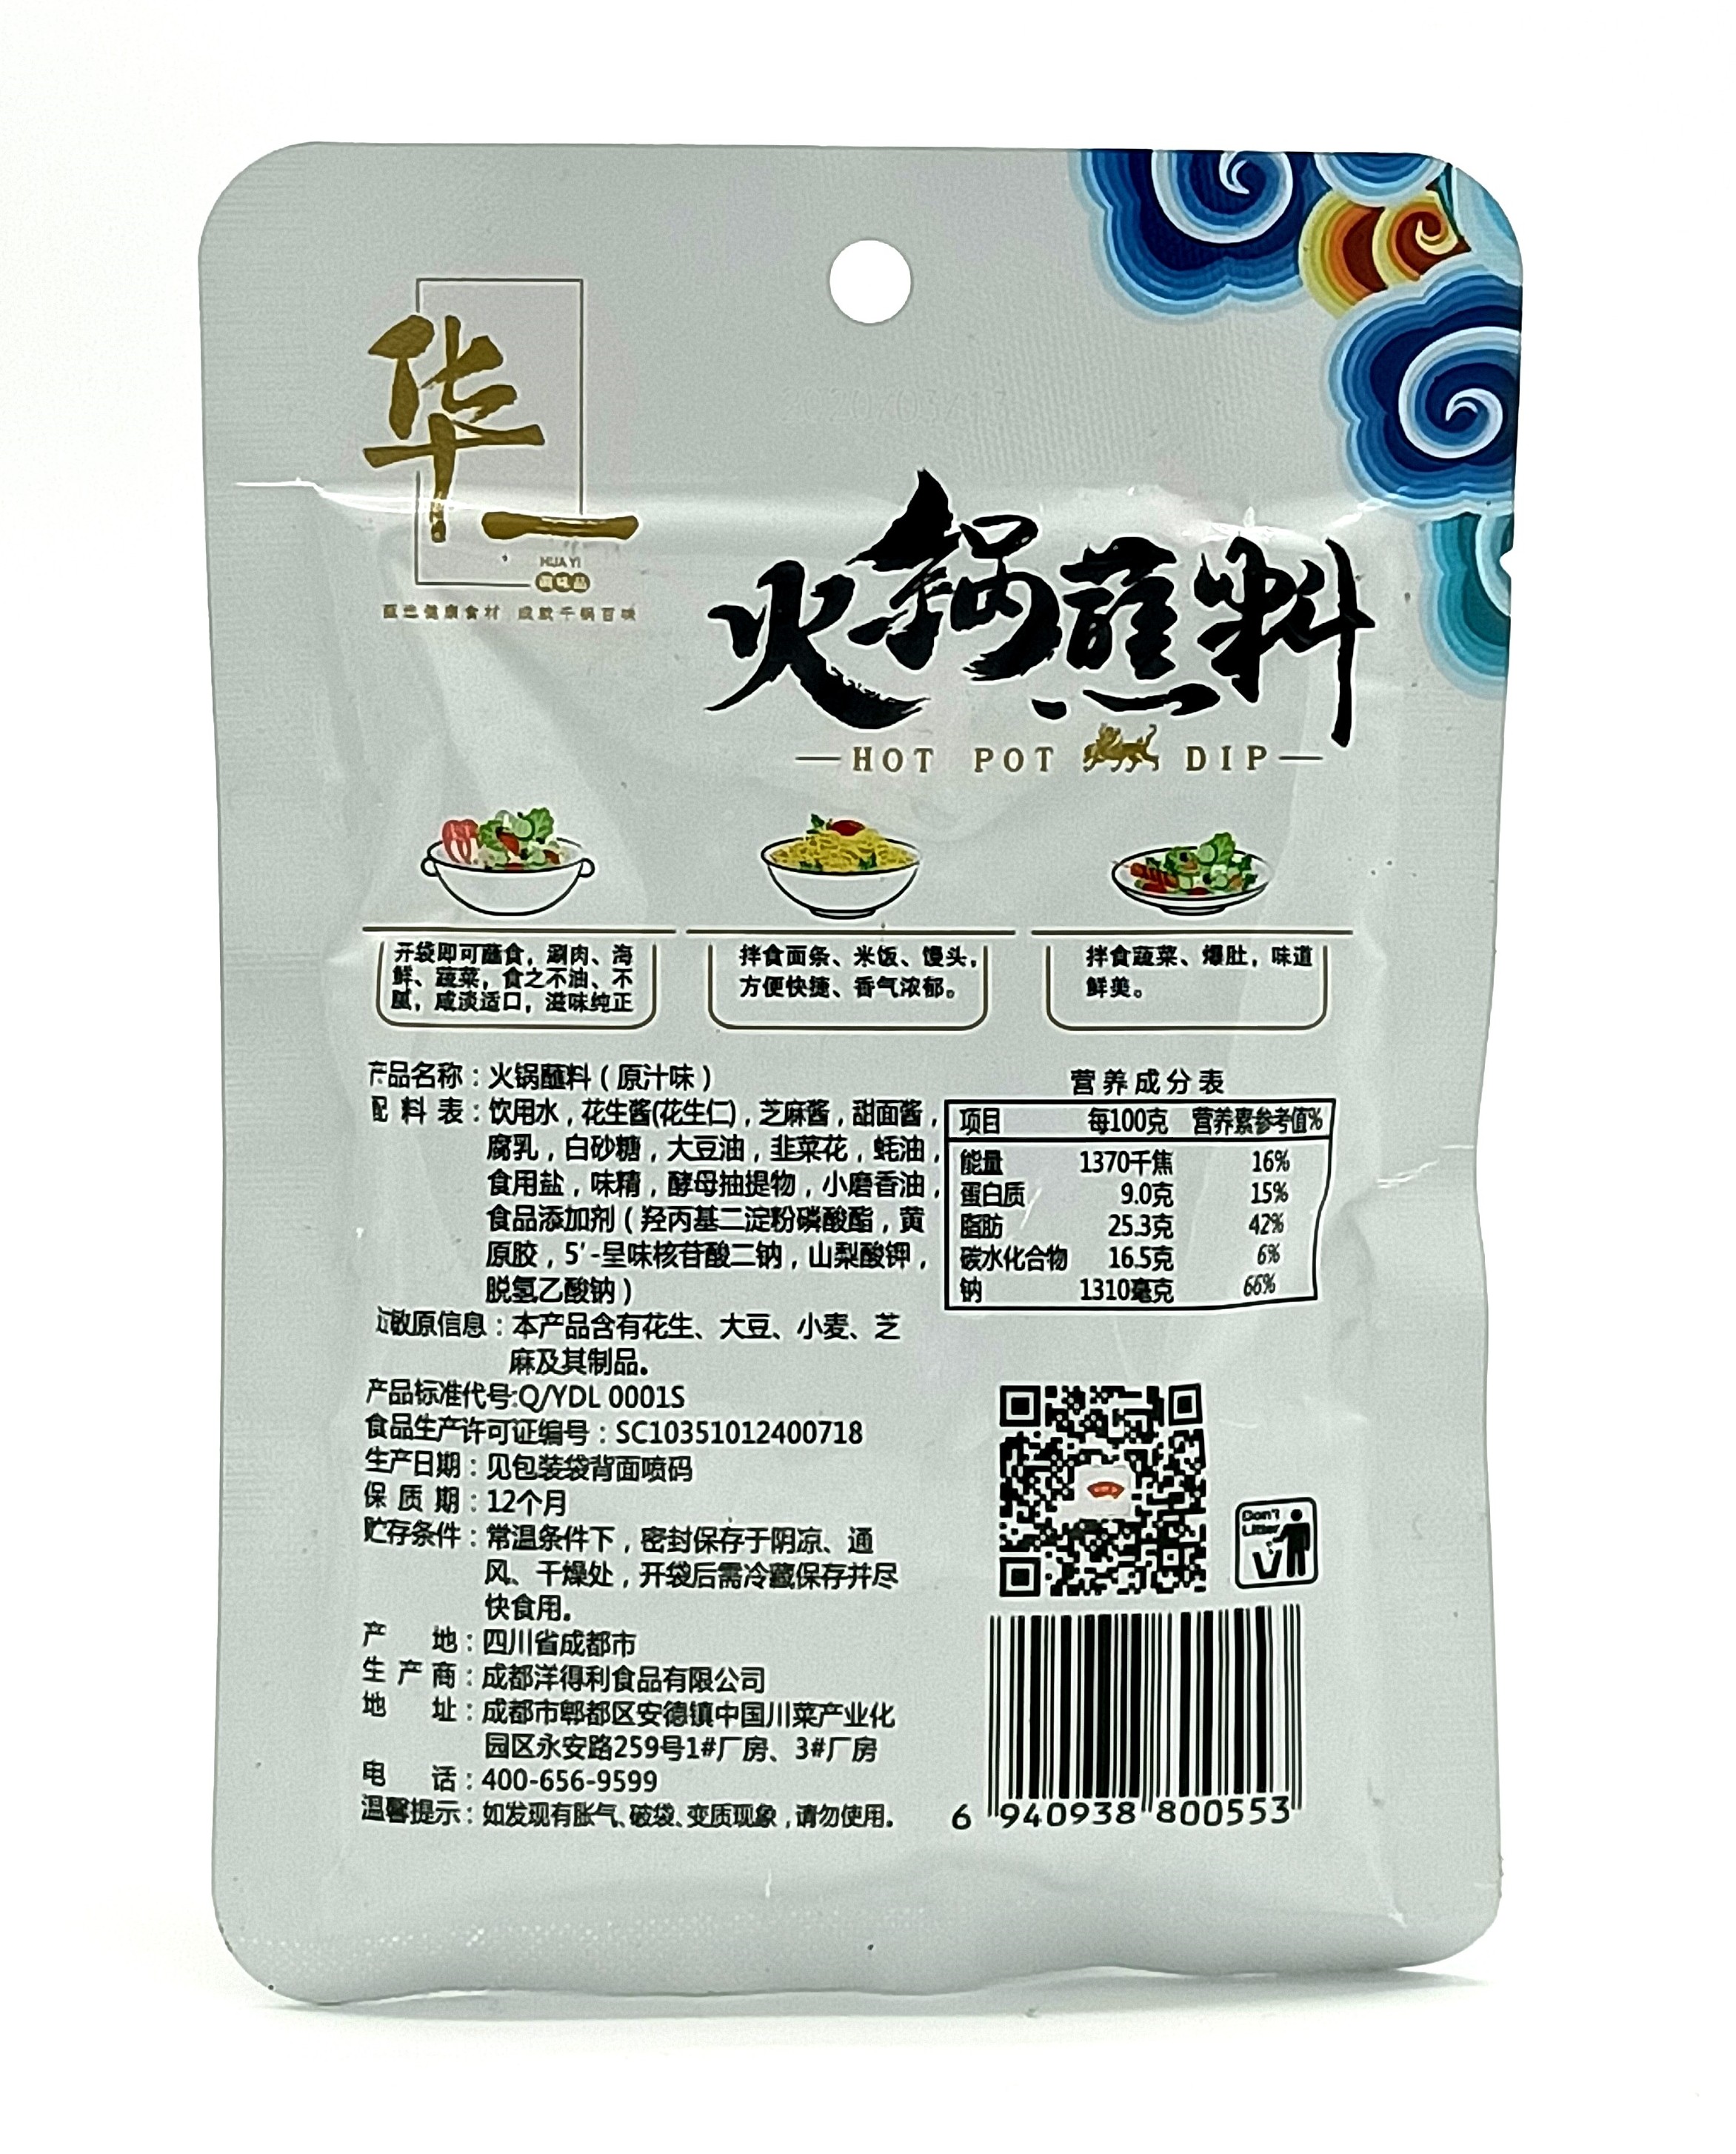 华一
HUA YI
调味品
甄选健康食材 成就千锅百味
火锅蘸料
HOT POT DIP
开袋即可蘸食，涮肉、海
鲜、蔬菜，食之不油、不
腻，咸淡适口，滋味纯正
拌食面条、米饭、馒头，
方便快捷、香气浓郁。
拌食蔬菜、爆肚，味道
鲜美。
产品名称：火锅蘸料（原汁味）
配料表：饮用水，花生酱(花生仁)，芝麻酱，甜面酱，
腐乳，白砂糖，大豆油，韭菜花，蚝油，
食用盐，味精，酵母抽提物，小磨香油，
食品添加剂（羟丙基二淀粉磷酸酯，黄
原胶，5′-呈味核苷酸二钠，山梨酸钾，
脱氢乙酸钠）
过敏原信息：本产品含有花生、大豆、小麦、芝
麻及其制品。
产品标准代号:Q/YDL 0001S
食品生产许可证编号：SC10351012400718
生产日期：见包装袋背面喷码
保质期：12个月
贮存条件：常温条件下，密封保存于阴凉、通
风、干燥处，开袋后需冷藏保存并尽
快食用。
产地：四川省成都市
生产商：成都洋得利食品有限公司
地址：成都市郫都区安德镇中国川菜产业化
园区永安路259号1#厂房、3#厂房
电话：400-656-9599
温馨提示：如发现有胀气、破袋、变质现象，请勿使用。
营养成分表
项目 每100克 营养素参考值%
能量 1370千焦 16%
蛋白质 9.0克 15%
脂肪 25.3克 42%
碳水化合物 16.5克 6%
钠 1310毫克 66%
Don't
Litter
6 940938 800553